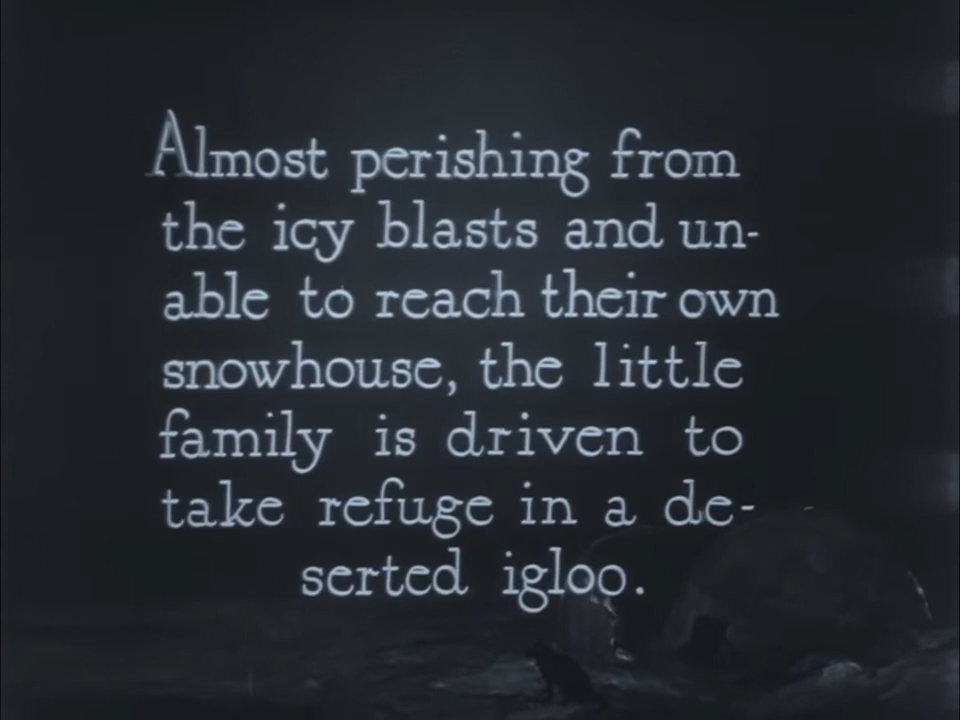 Almost perishing from
the icy blasts and un-
able to reach their own
snowhouse, the little
family is driven to
take refuge in a de-
serted igloo.